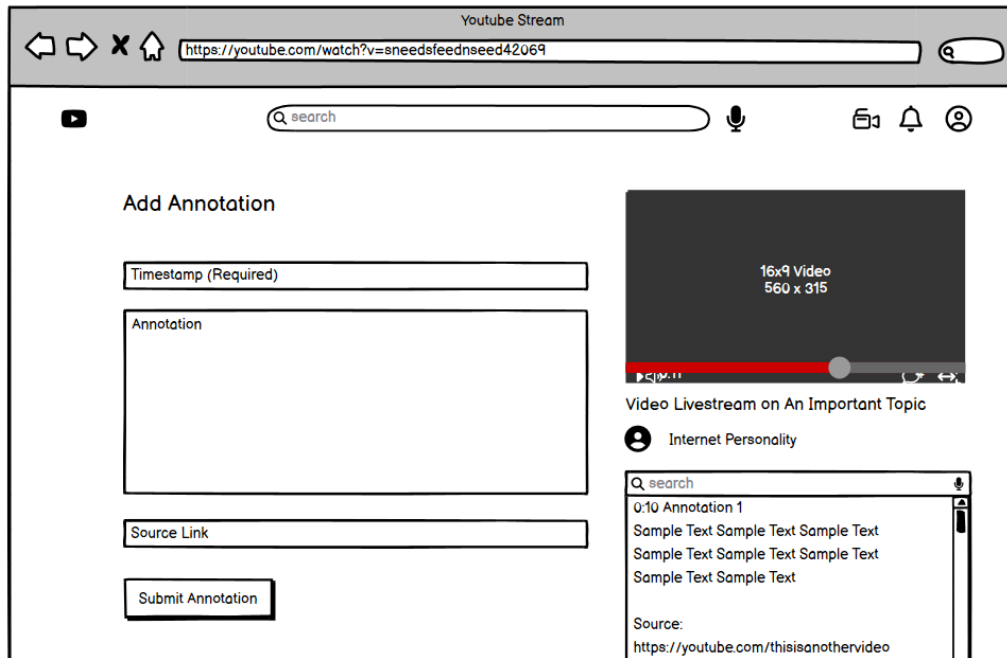 Youtube Stream
https://youtube.com/watch?v=sneedsfeednseed42069
search
Add Annotation
Timestamp (Required)
Annotation
Source Link
Submit Annotation
16x9 Video
560 x 315
Video Livestream on An Important Topic
Internet Personality
search
0:10 Annotation 1
Sample Text Sample Text Sample Text
Sample Text Sample Text Sample Text
Sample Text Sample Text
Source:
https://youtube.com/thisisanothervideo